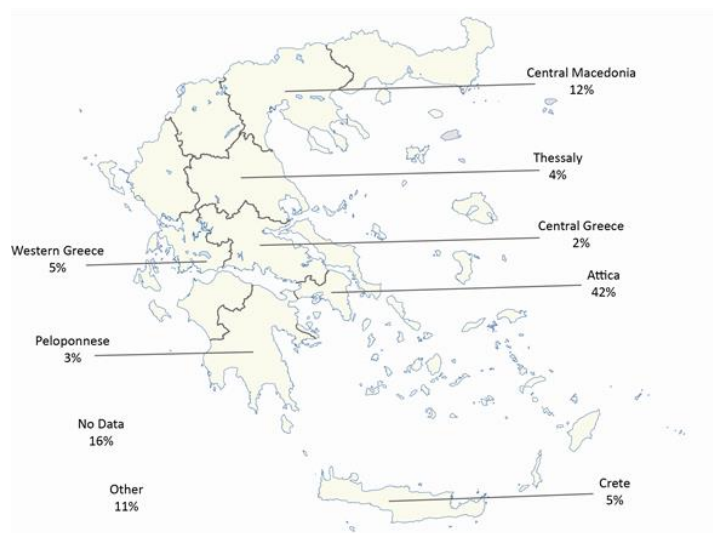 Central Macedonia
12%
Thessaly
4%
Central Greece
2%
Western Greece
5%
Attica
42%
Peloponnese
3%
No Data
16%
Other
11%
Crete
5%